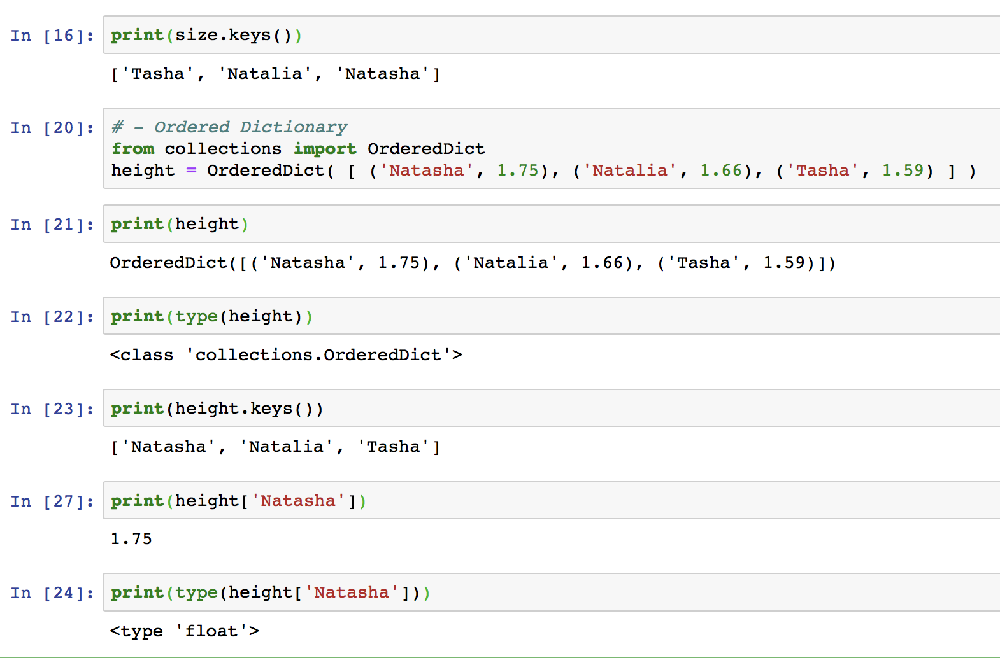 In [16]: print(size.keys())
['Tasha', 'Natalia', 'Natasha']
In [20]: # - Ordered Dictionary
from collections import OrderedDict
height = OrderedDict( [ ('Natasha', 1.75), ('Natalia', 1.66), ('Tasha', 1.59) ] )
In [21]: print(height)
OrderedDict([('Natasha', 1.75), ('Natalia', 1.66), ('Tasha', 1.59)])
In [22]: print(type(height))
<class 'collections.OrderedDict'>
In [23]: print(height.keys())
['Natasha', 'Natalia', 'Tasha']
In [27]: print(height['Natasha'])
1.75
In [24]: print(type(height['Natasha']))
<type 'float'>